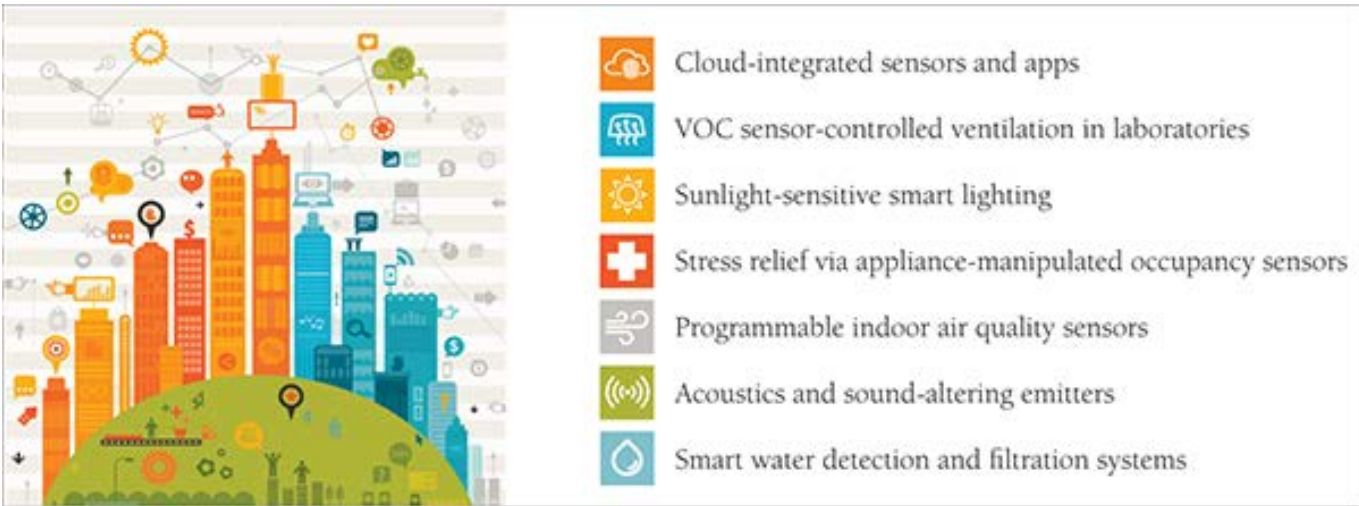 Cloud-integrated sensors and apps
VOC sensor-controlled ventilation in laboratories
Sunlight-sensitive smart lighting
Stress relief via appliance-manipulated occupancy sensors
Programmable indoor air quality sensors
Acoustics and sound-altering emitters
Smart water detection and filtration systems